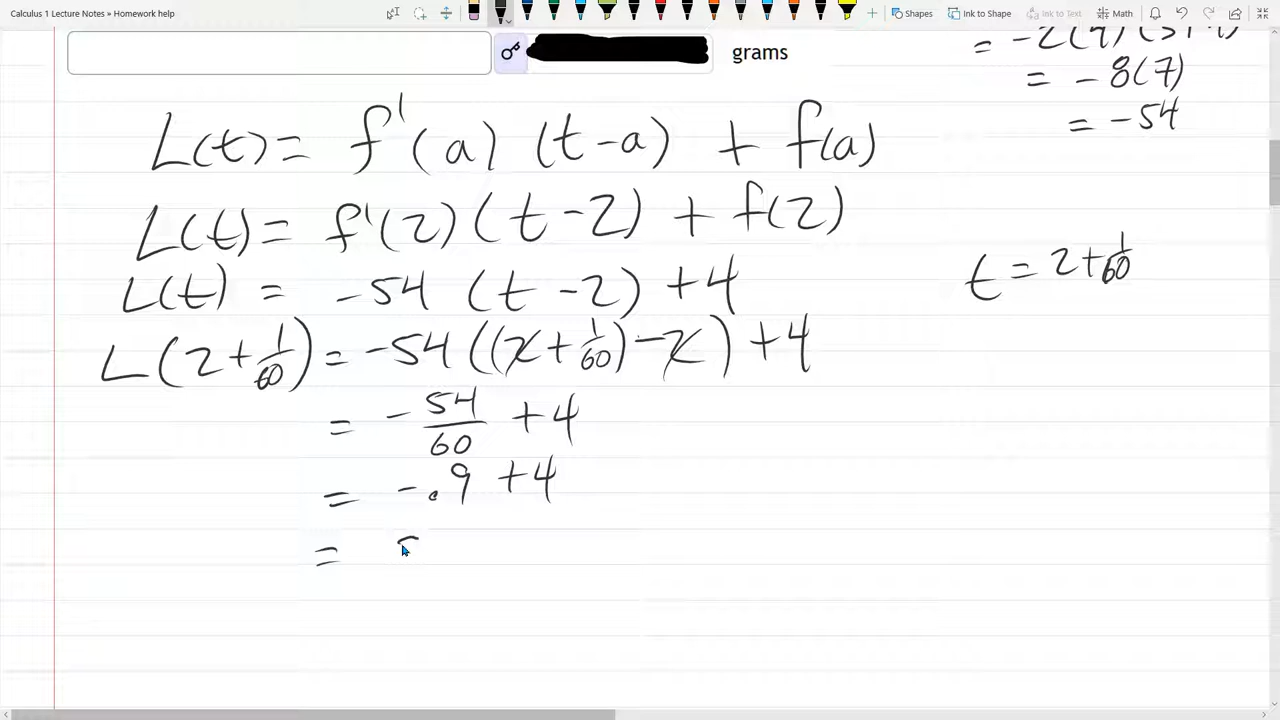 Calculus 1 Lecture Notes » Homework help
Shapes
Ink to Shape
Ink to Text
Math
grams
= - 8(7)
= -54
L(t) = f'(a) (t-a) + f(a)
L(t) = f'(2) (t-2) + f(2)
t = 2+1/60
L(t) = -54 (t-2) +4
L(2+1/60) = -54((2+1/60)-2) +4
= -54/60 +4
= -.9 +4
=